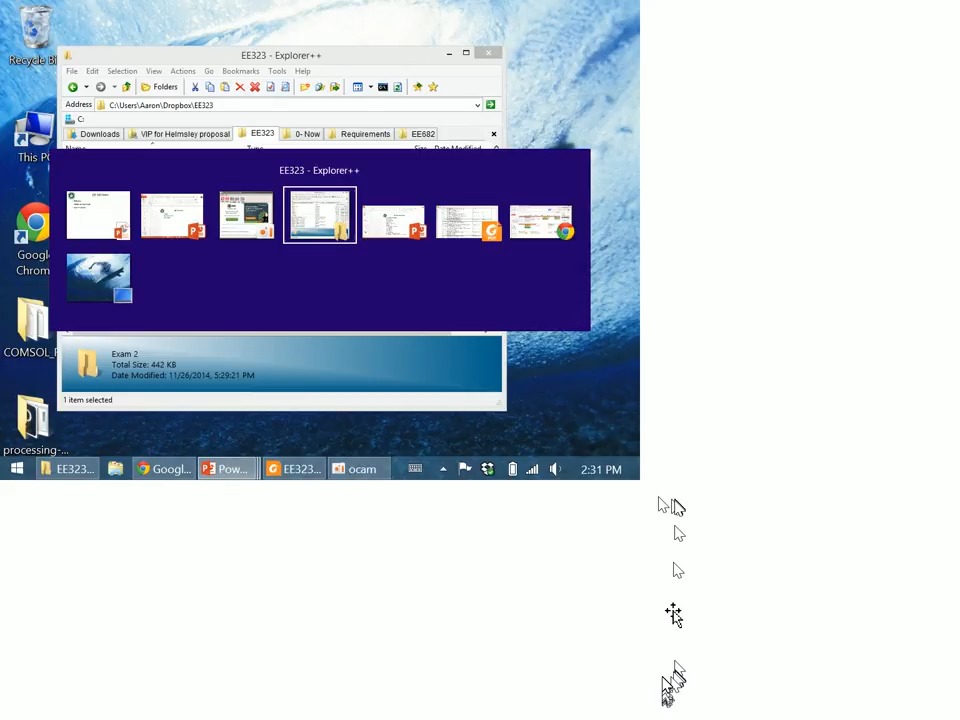 Recycle Bi
EE323 - Explorer++
File Edit Selection View Actions Go Bookmarks Tools Help
Folders
Address C:\Users\Aaron\Dropbox\EE323
C:
Downloads VIP for Helmsley proposal EE323 0- Now Requirements EE682
This PC
EE323 - Explorer++
Google
Chrom
COMSOL_
Exam 2
Total Size: 442 KB
Date Modified: 11/26/2014, 5:29:21 PM
1 item selected
processing-...
EE323... Googl... Pow... EE323... ocam 2:31 PM